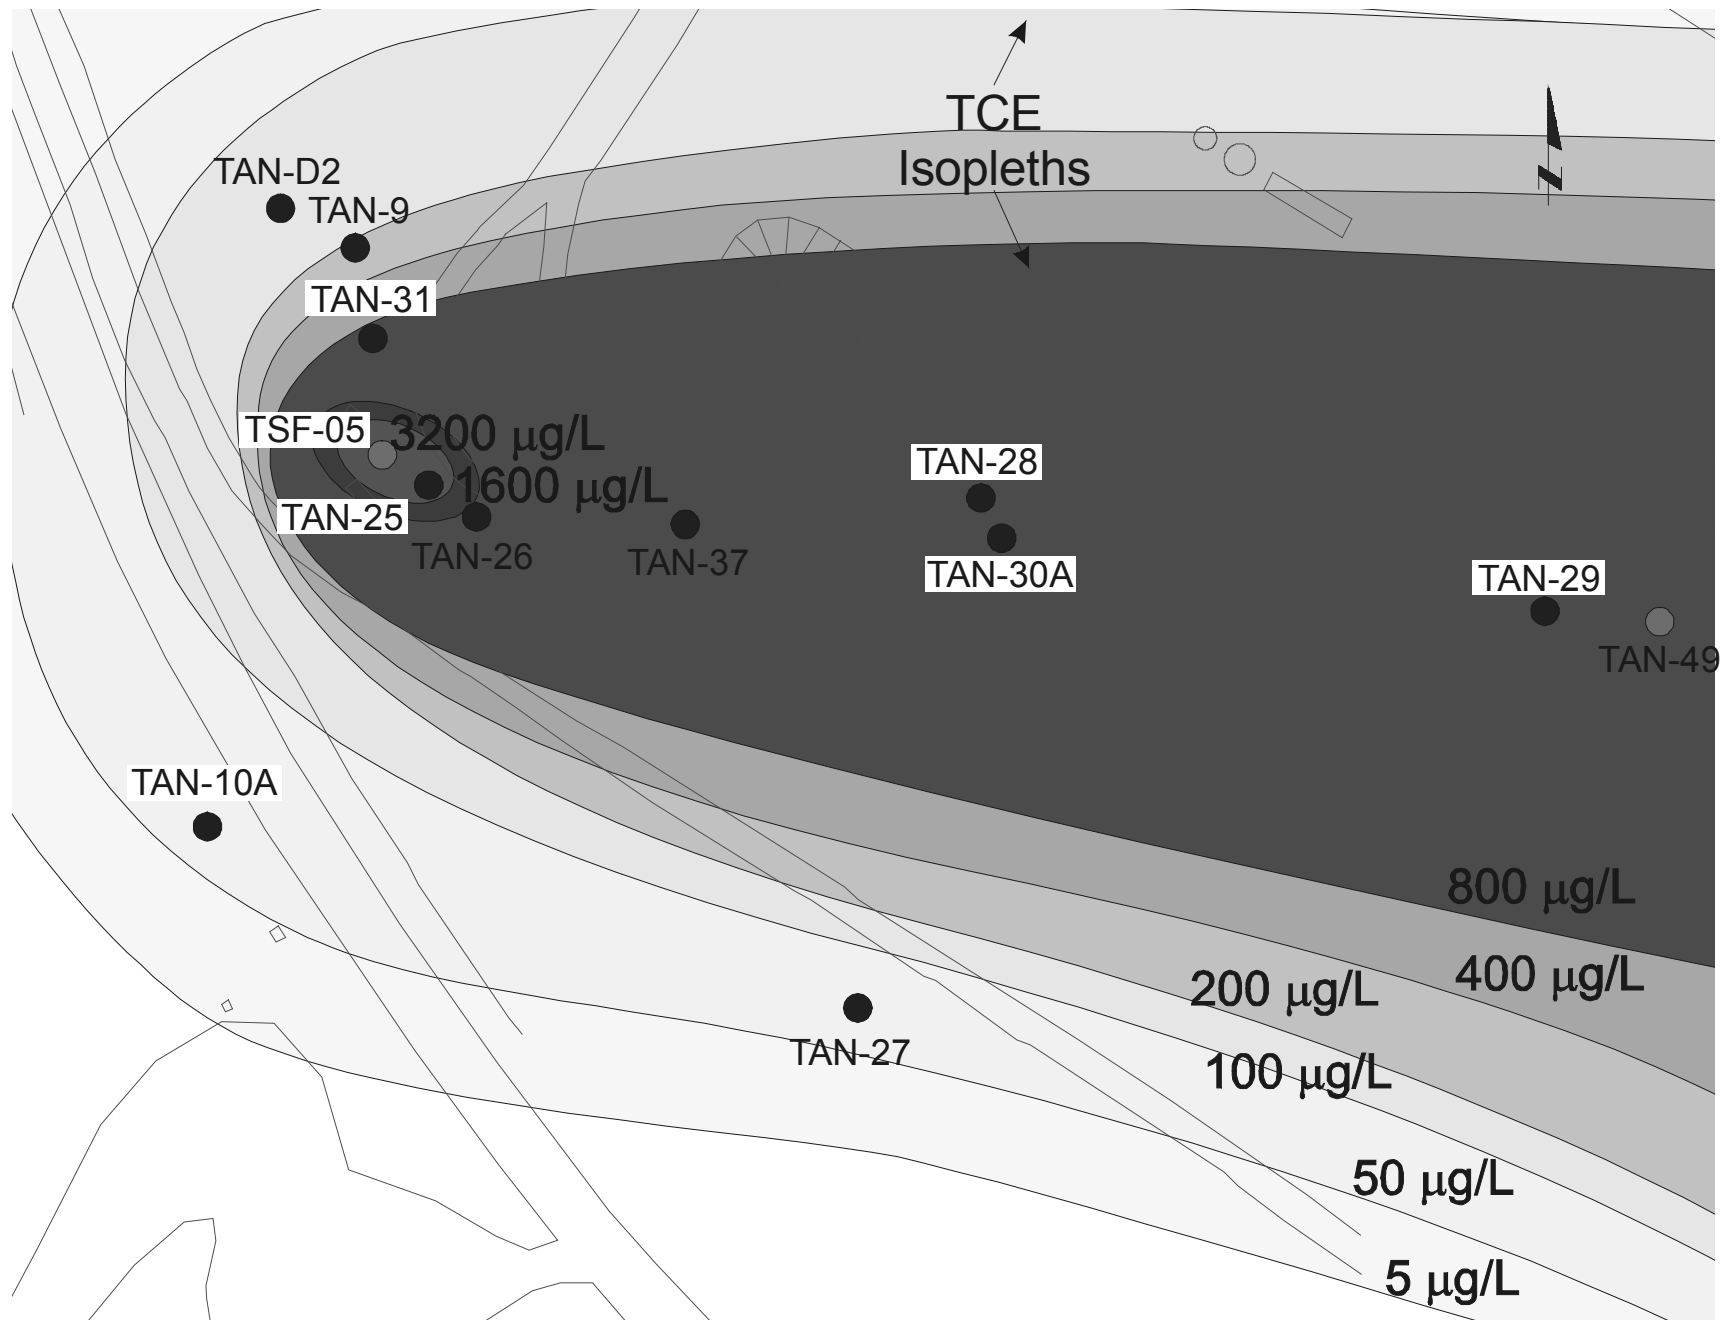 TCE
Isopleths
TAN-D2
TAN-9
TAN-31
TSF-05
3200 µg/L
1600 µg/L
TAN-25
TAN-26
TAN-37
TAN-28
TAN-30A
TAN-29
TAN-49
TAN-10A
800 µg/L
400 µg/L
200 µg/L
TAN-27
100 µg/L
50 µg/L
5 µg/L
N